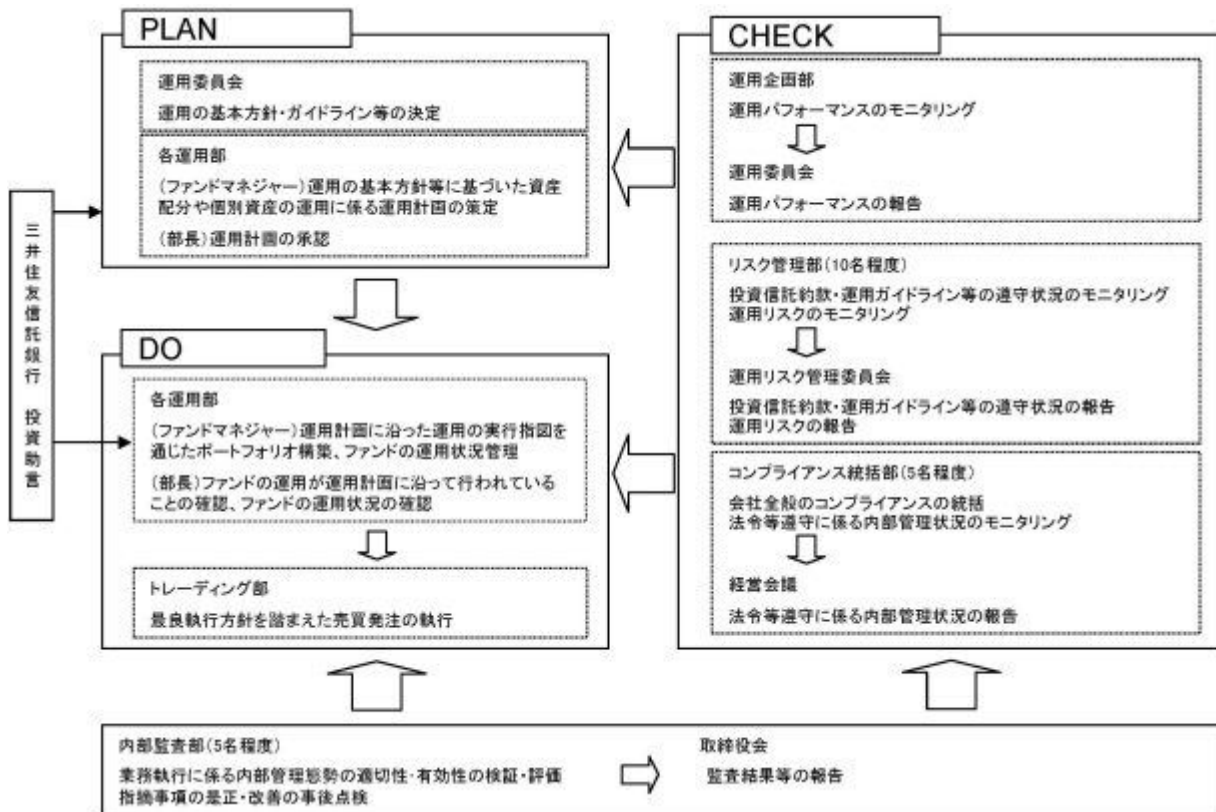 三井住友信託銀行 投資助言
PLAN
運用委員会
運用の基本方針・ガイドライン等の決定
各運用部
(ファンドマネジャー)運用の基本方針等に基づいた資産
配分や個別資産の運用に係る運用計画の策定
(部長)運用計画の承認
DO
各運用部
(ファンドマネジャー)運用計画に沿った運用の実行指図を
通じたポートフォリオ構築、ファンドの運用状況管理
(部長)ファンドの運用が運用計画に沿って行われている
ことの確認、ファンドの運用状況の確認
トレーディング部
最良執行方針を踏まえた売買発注の執行
CHECK
運用企画部
運用パフォーマンスのモニタリング
運用委員会
運用パフォーマンスの報告
リスク管理部(10名程度)
投資信託約款・運用ガイドライン等の遵守状況のモニタリング
運用リスクのモニタリング
運用リスク管理委員会
投資信託約款・運用ガイドライン等の遵守状況の報告
運用リスクの報告
コンプライアンス統括部(5名程度)
会社全般のコンプライアンスの統括
法令等遵守に係る内部管理状況のモニタリング
経営会議
法令等遵守に係る内部管理状況の報告
内部監査部(5名程度)
業務執行に係る内部管理態勢の適切性・有効性の検証・評価
指摘事項の是正・改善の事後点検
取締役会
監査結果等の報告